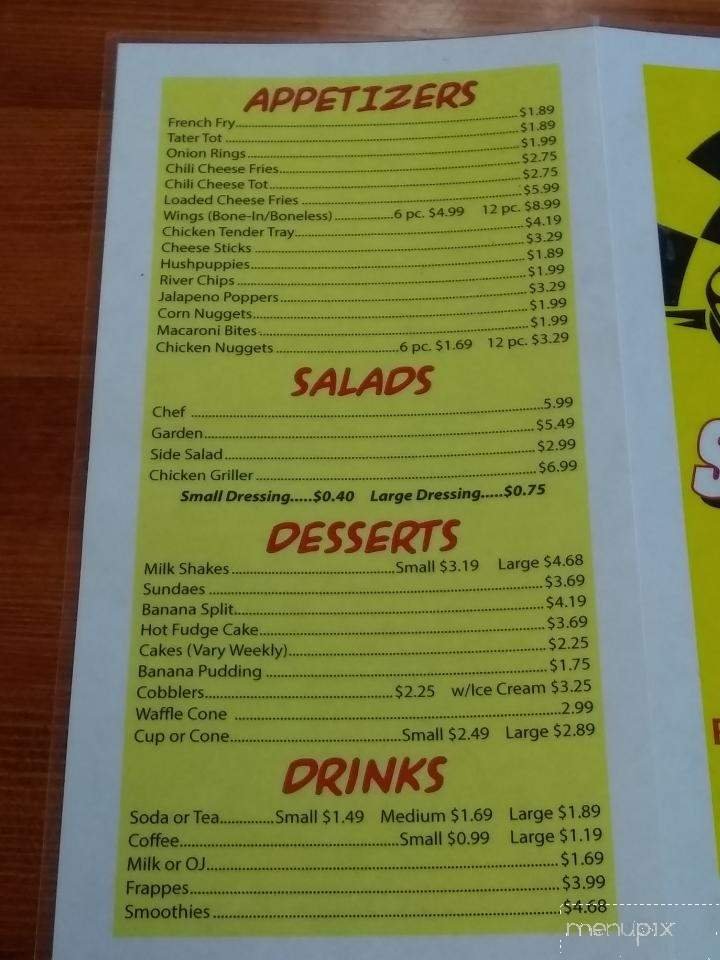 APPETIZERS
French Fry........$1.89
Tater Tot ........$1.89
Onion Rings........$1.99
Chili Cheese Fries........$2.75
Chili Cheese Tot........$2.75
Loaded Cheese Fries ........$5.99
Wings (Bone-In/Boneless) ........6 pc. $4.99 12 pc. $8.99
Chicken Tender Tray........$4.19
Cheese Sticks ........$3.29
Hushpuppies........$1.89
River Chips ........$1.99
Jalapeno Poppers........$3.29
Corn Nuggets........$1.99
Macaroni Bites ........$1.99
Chicken Nuggets ........6 pc. $1.69 12 pc. $3.29
SALADS
Chef ........5.99
Garden........$5.49
Side Salad ........$2.99
Chicken Griller ........$6.99
Small Dressing.....$0.40 Large Dressing.....$0.75
DESSERTS
Milk Shakes ........Small $3.19 Large $4.68
Sundaes ........$3.69
Banana Split........$4.19
Hot Fudge Cake........$3.69
Cakes (Vary Weekly)........$2.25
Banana Pudding ........$1.75
Cobblers........$2.25 w/Ice Cream $3.25
Waffle Cone ........2.99
Cup or Cone........Small $2.49 Large $2.89
DRINKS
Soda or Tea........Small $1.49 Medium $1.69 Large $1.89
Coffee........Small $0.99 Large $1.19
Milk or OJ........$1.69
Frappes........$3.99
Smoothies ........$4.68
menupix